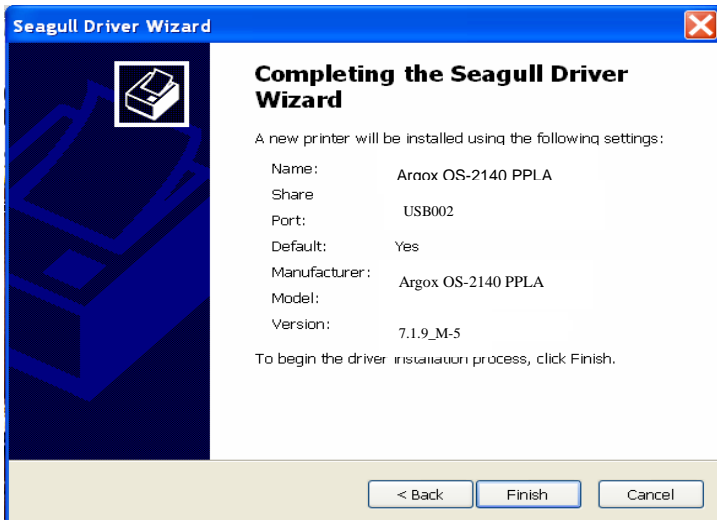 Seagull Driver Wizard
Completing the Seagull Driver
Wizard
A new printer will be installed using the following settings:
Name: Argox OS-2140 PPLA
Share
Port: USB002
Default: Yes
Manufacturer:
Argox OS-2140 PPLA
Model:
Version: 7.1.9_M-5
To begin the driver installation process, click Finish.
< Back Finish Cancel